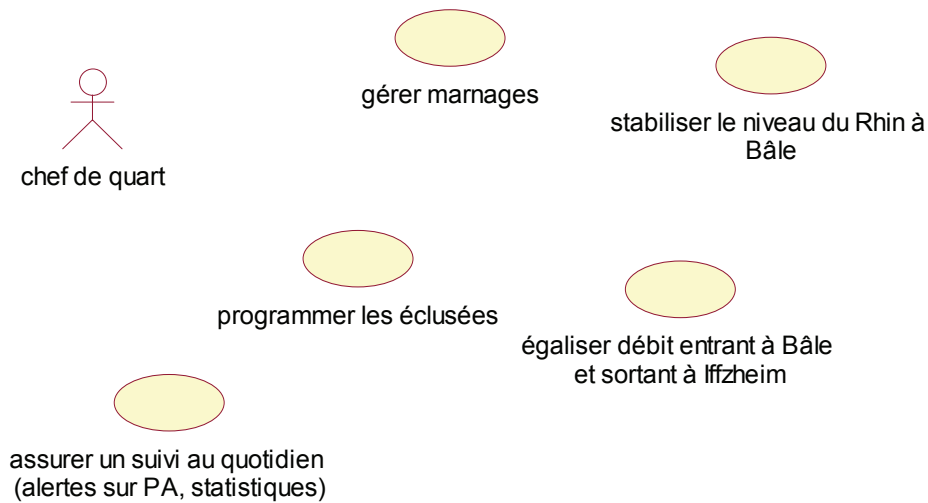 gérer marnages
stabiliser le niveau du Rhin à
Bâle
chef de quart
programmer les éclusées
égaliser débit entrant à Bâle
et sortant à Iffzheim
assurer un suivi au quotidien
(alertes sur PA, statistiques)